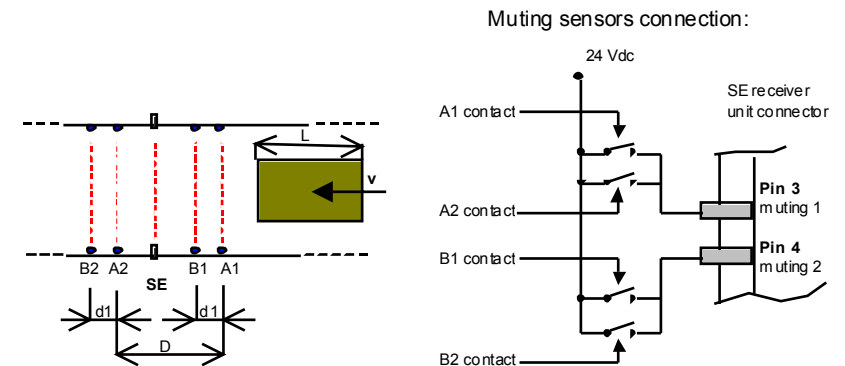 Muting sensors connection:
24 Vdc
SE receiver
unit connector
A1 contact
L
v
Pin 3
muting 1
A2 contact
B1 contact
Pin 4
muting 2
B2 A2 B1 A1
SE
d1 d1
D
B2 contact